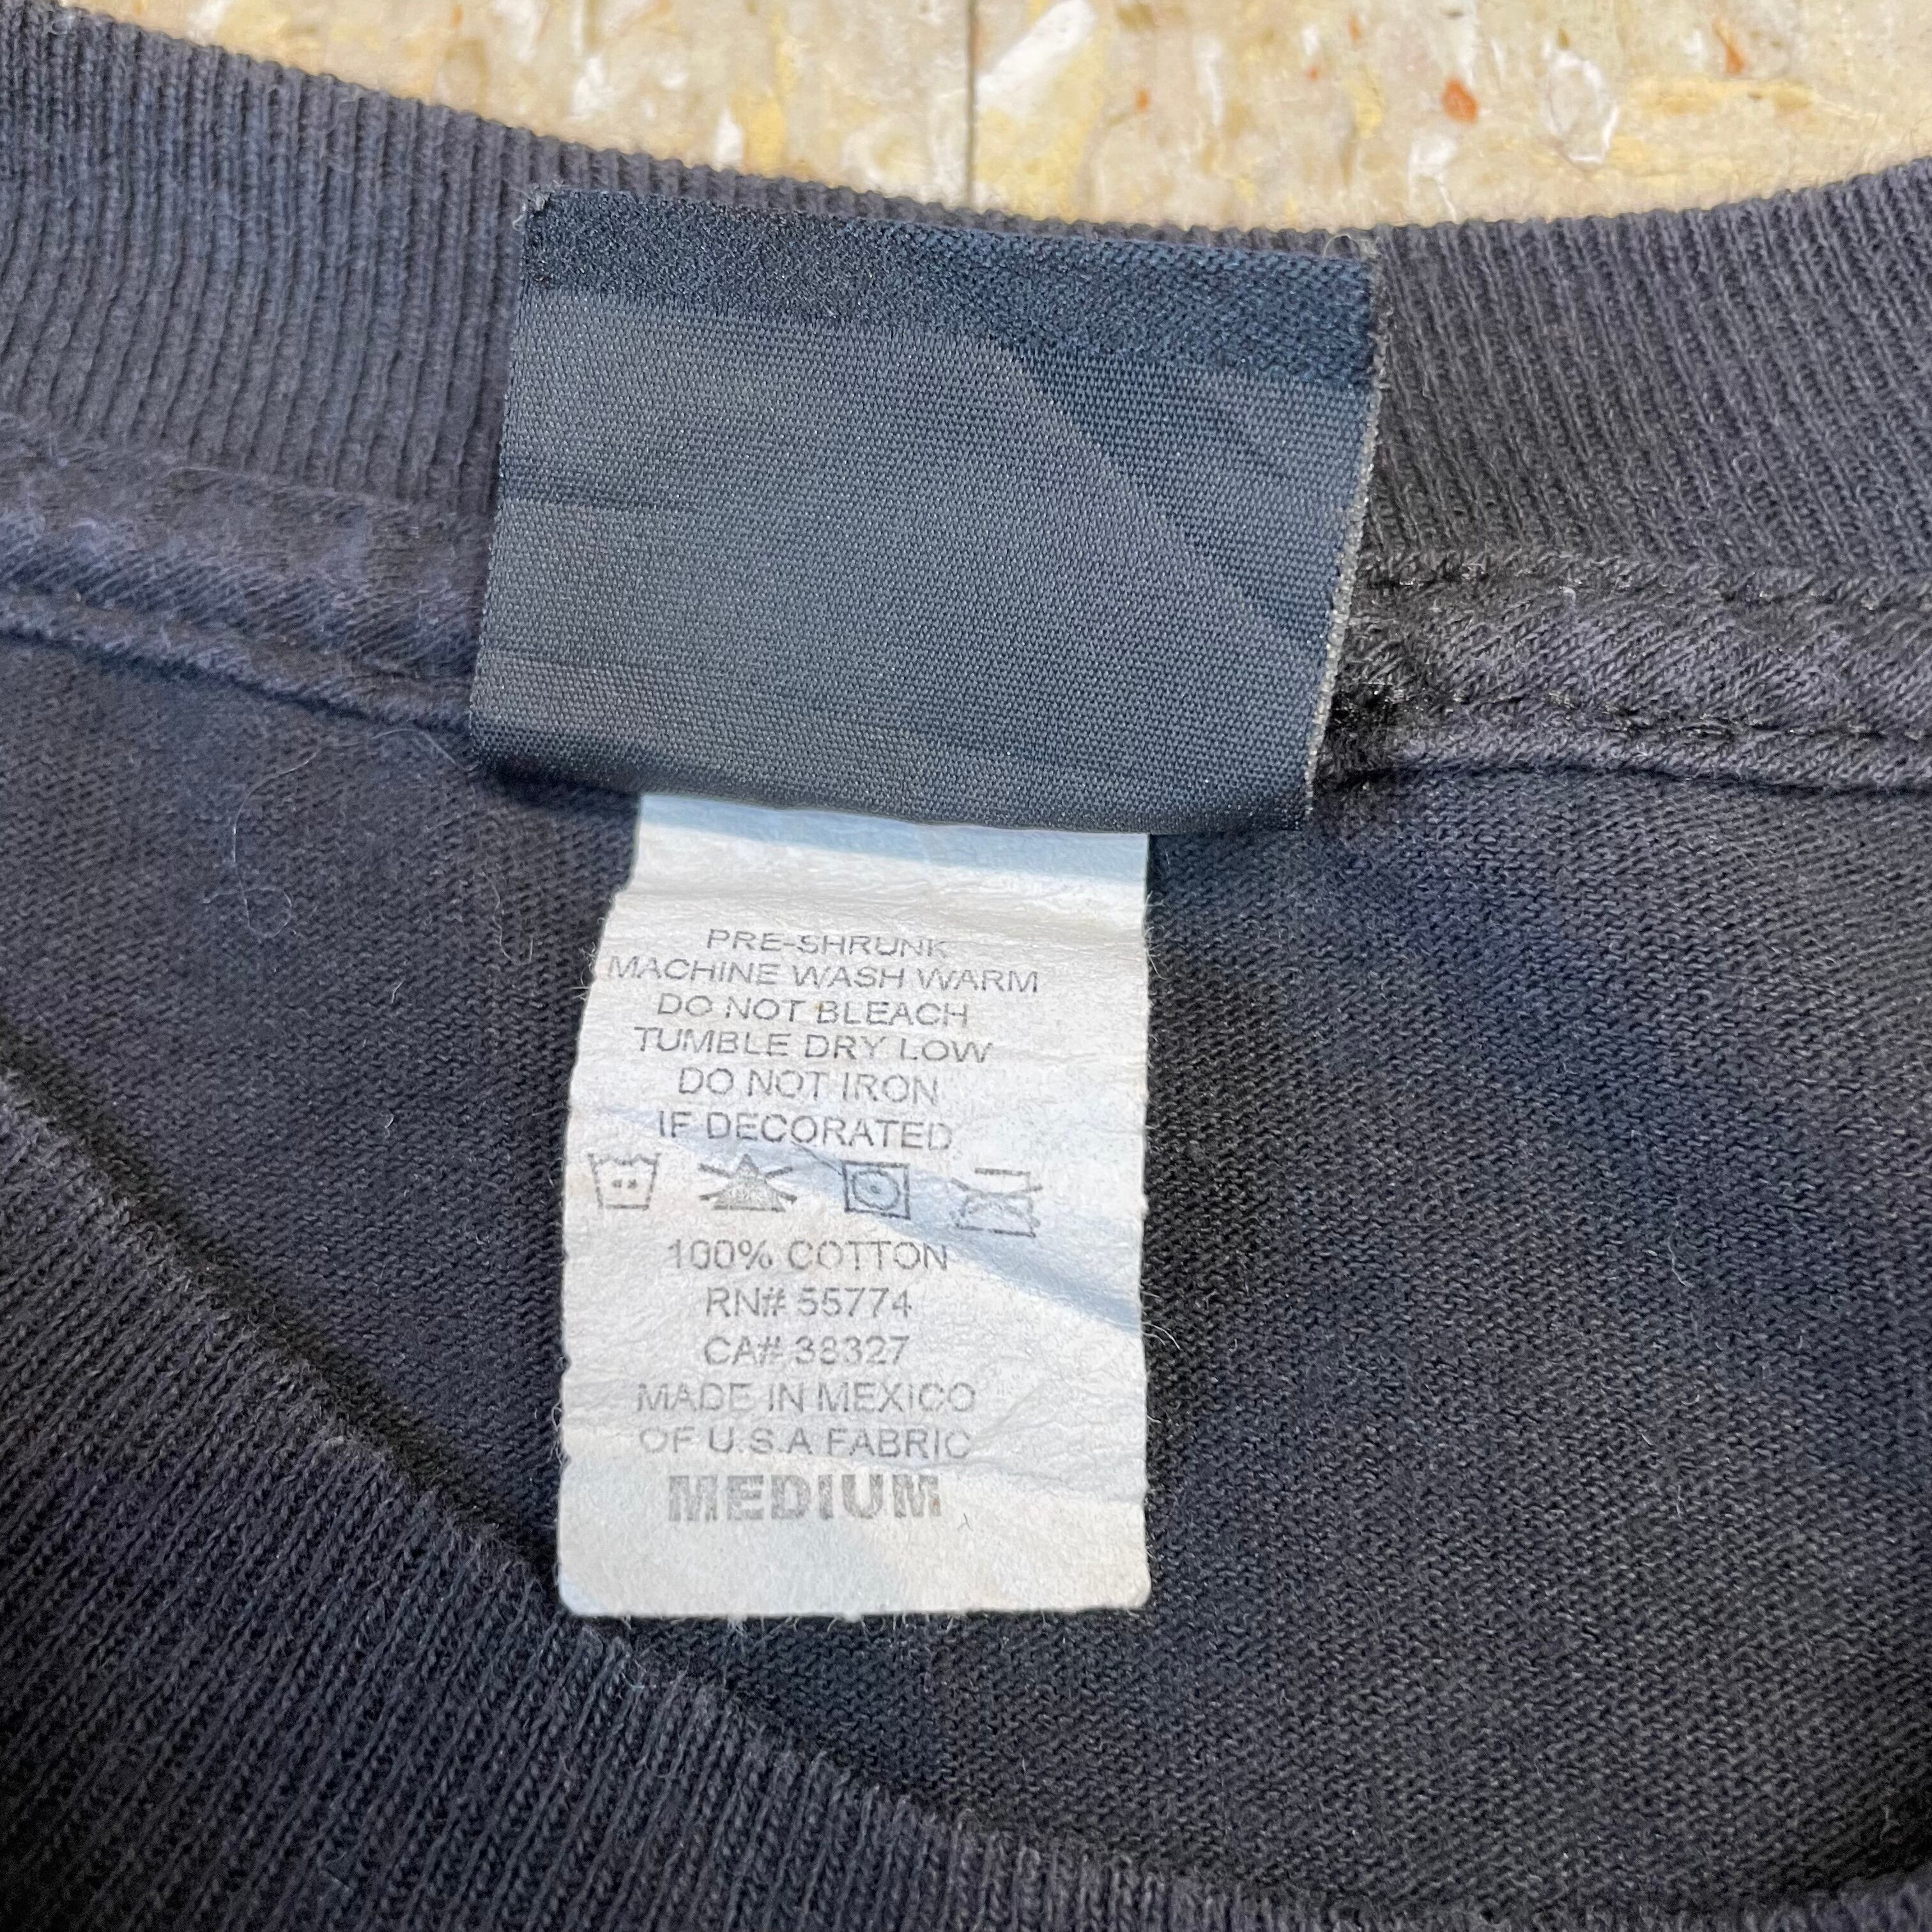 PRE-SHRUNK
MACHINE WASH WARM
DO NOT BLEACH
TUMBLE DRY LOW
DO NOT IRON
IF DECORATED
100% COTTON
RN# 55774
CA# 38327
MADE IN MEXICO
OF U.S.A FABRIC
MEDIUM